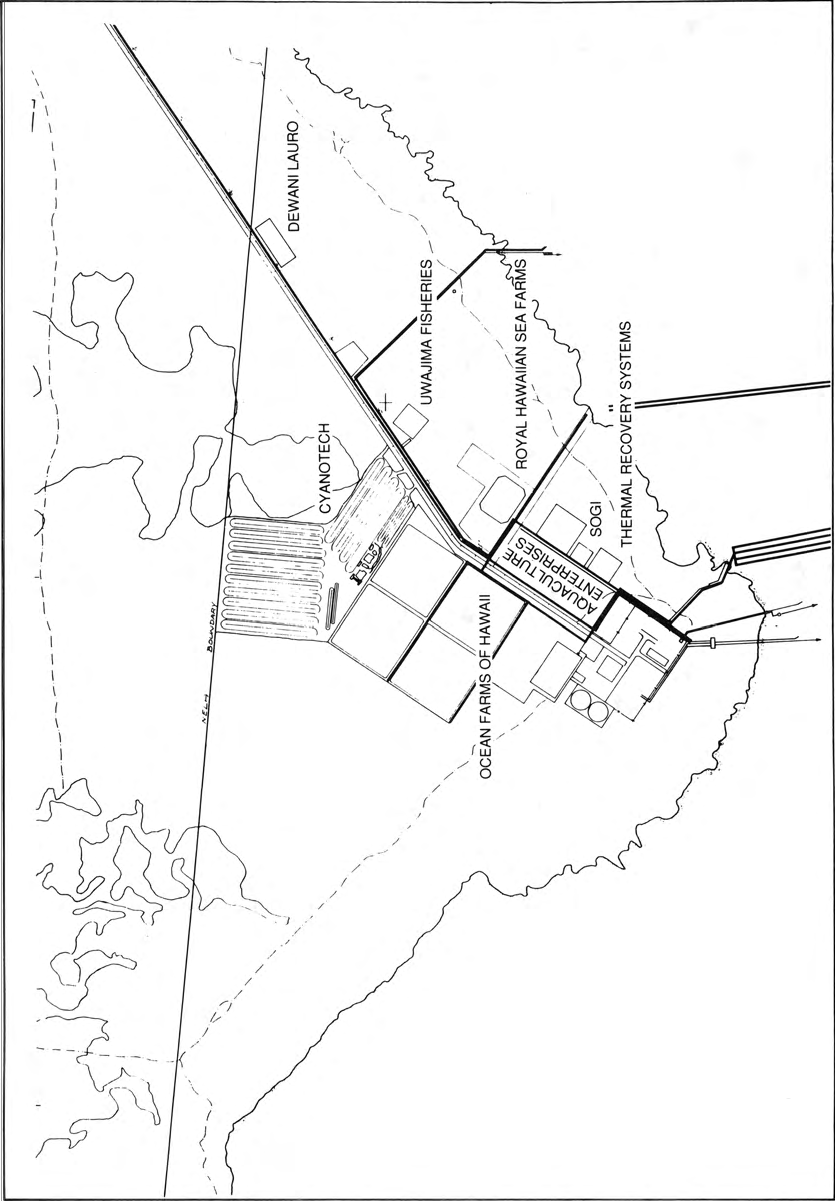 DEWANI LAURO
UWAJIMA FISHERIES
ROYAL HAWAIIAN SEA FARMS
THERMAL RECOVERY SYSTEMS
CYANOTECH
SOGI
AQUACULTURE
ENTERPRISES
OCEAN FARMS OF HAWAII
NELH BOUNDARY